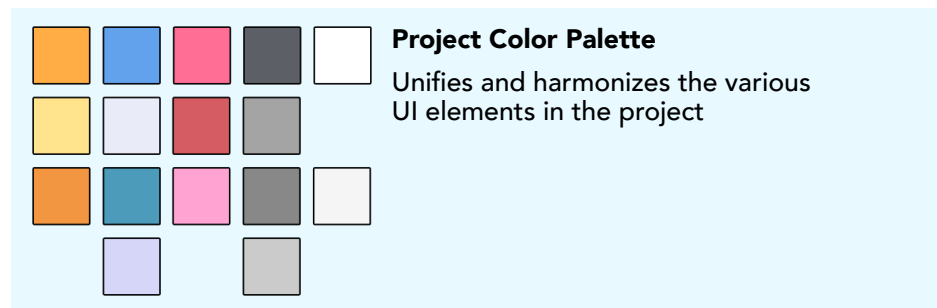 Project Color Palette
Unifies and harmonizes the various
UI elements in the project